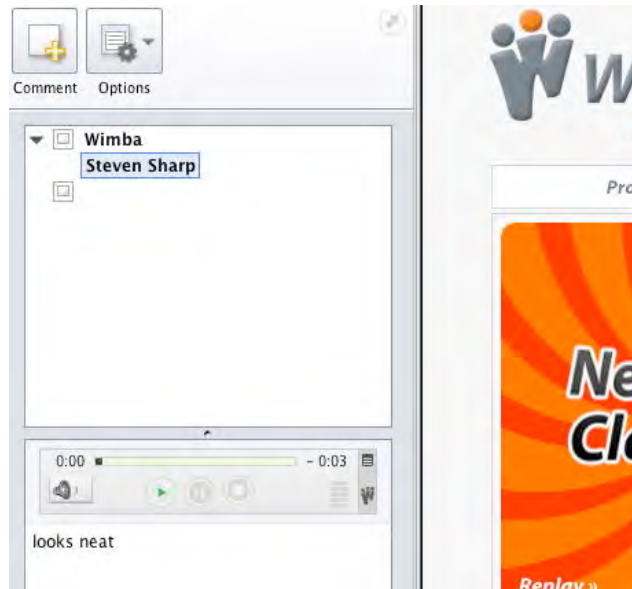 Comment Options
Wimba
Steven Sharp
0:00 - 0:03
looks neat
W
Pro
Ne
Cl
Replay »